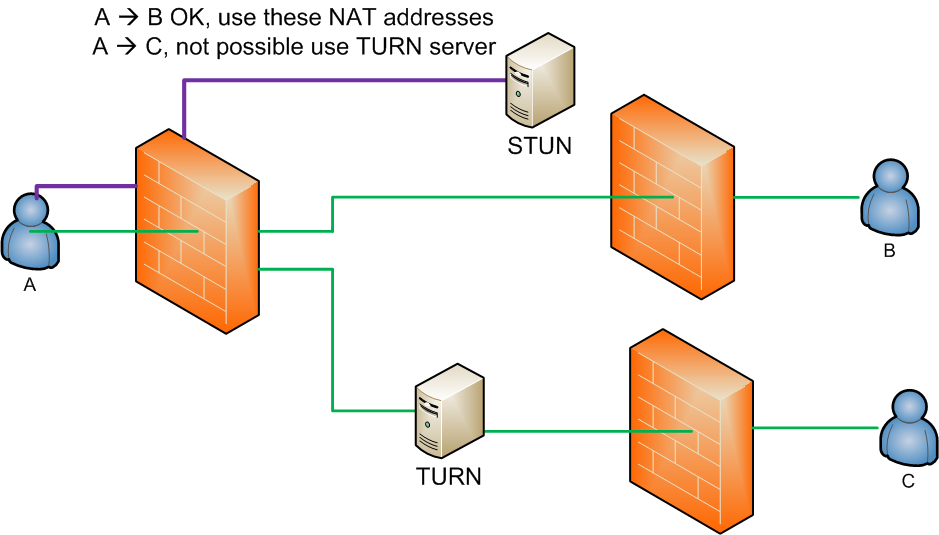 A → B OK, use these NAT addresses
A → C, not possible use TURN server
STUN
A
B
TURN
C